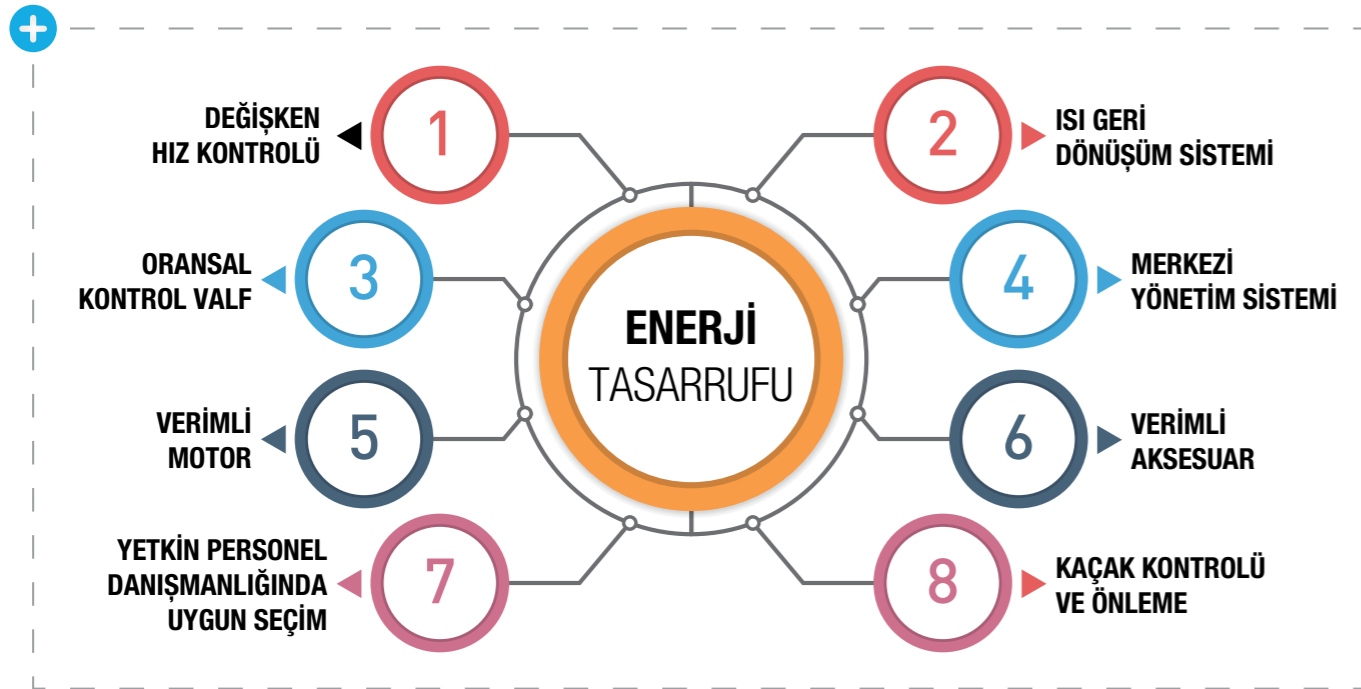 1
DEĞİŞKEN
HIZ KONTROLÜ
2
ISI GERİ
DÖNÜŞÜM SİSTEMİ
3
ORANSAL
KONTROL VALF
4
MERKEZİ
YÖNETİM SİSTEMİ
ENERJİ
TASARRUFU
5
VERİMLİ
MOTOR
6
VERİMLİ
AKSESUAR
7
YETKİN PERSONEL
DANIŞMANLIĞINDA
UYGUN SEÇİM
8
KAÇAK KONTROLÜ
VE ÖNLEME